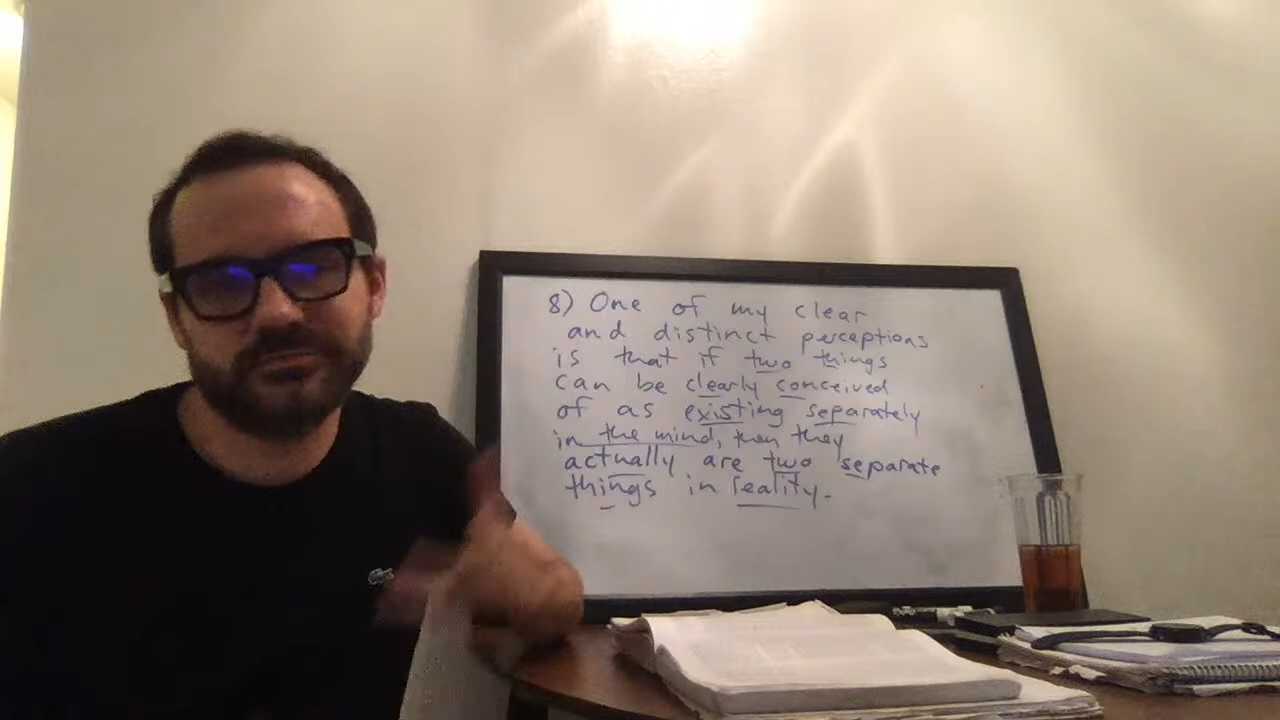 8) One of my clear
and distinct perceptions
is that if two things
can be clearly conceived
of as existing separately
in the mind, then they
actually are two separate
things in reality.